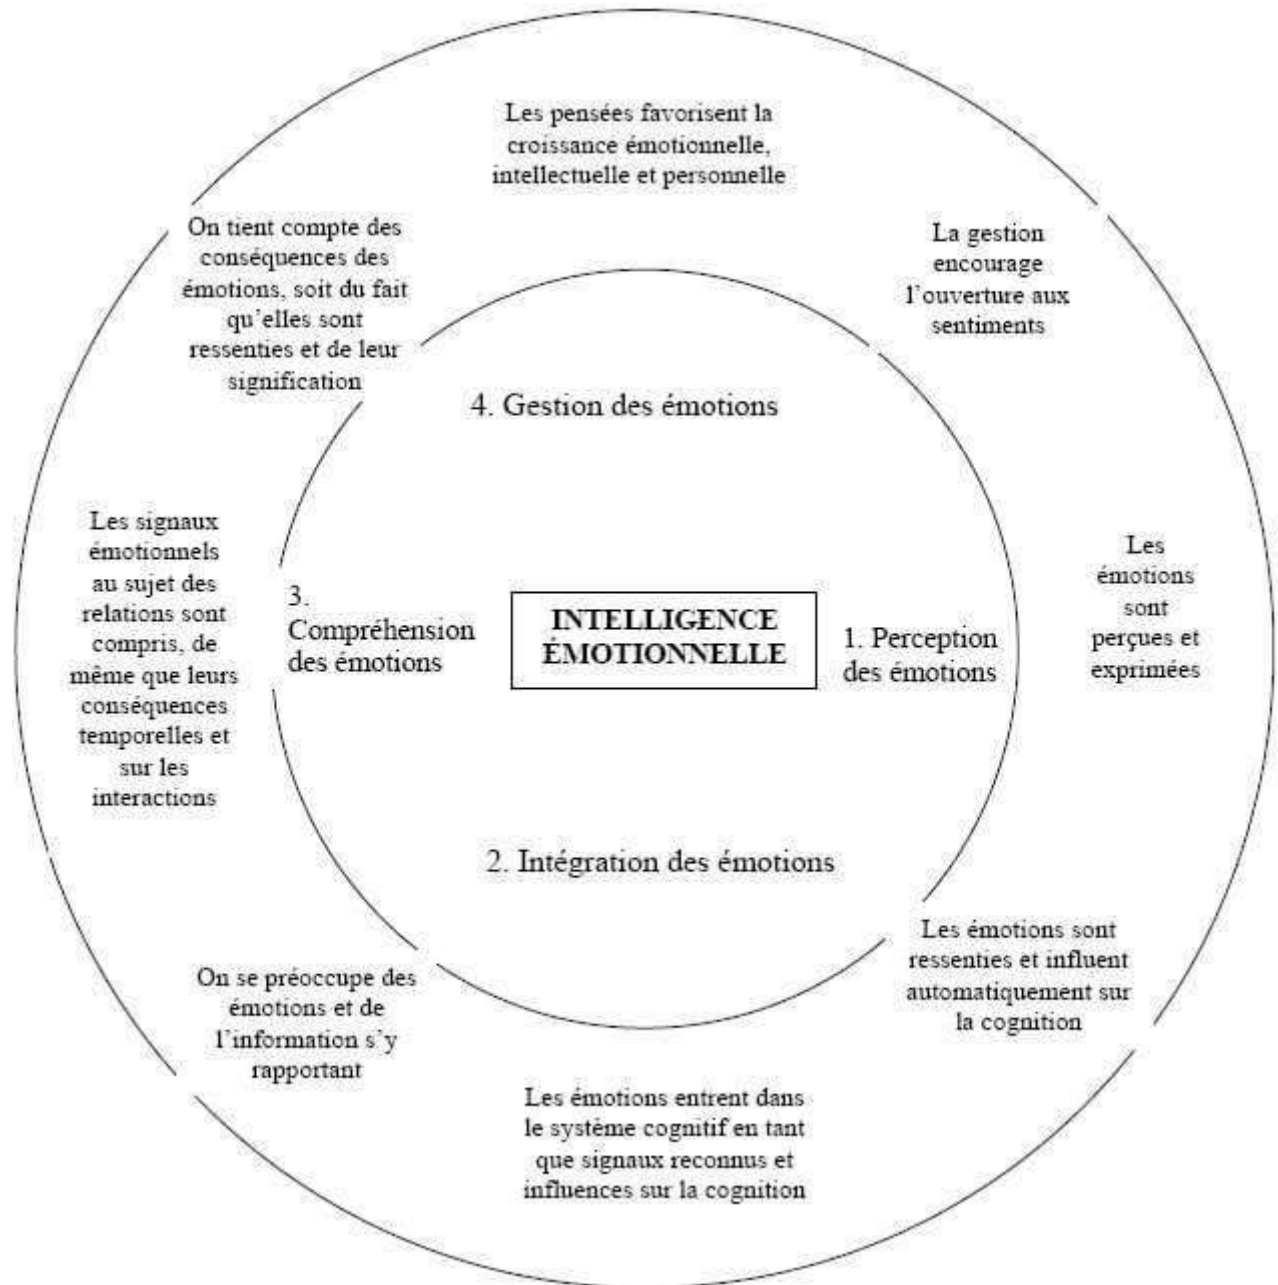 Les pensées favorisent la
croissance émotionnelle,
intellectuelle et personnelle
On tient compte des
conséquences des
émotions, soit du fait
qu'elles sont
ressenties et de leur
signification
La gestion
encourage
l'ouverture aux
sentiments
4. Gestion des émotions
Les signaux
émotionnels
au sujet des
relations sont
compris, de
même que leurs
conséquences
temporelles et
sur les
interactions
3.
Compréhension
des émotions
INTELLIGENCE
ÉMOTIONNELLE
1. Perception
des émotions
Les
émotions
sont
perçues et
exprimées
2. Intégration des émotions
Les émotions sont
ressenties et influent
automatiquement sur
la cognition
On se préoccupe des
émotions et de
l'information s'y
rapportant
Les émotions entrent dans
le système cognitif en tant
que signaux reconnus et
influences sur la cognition